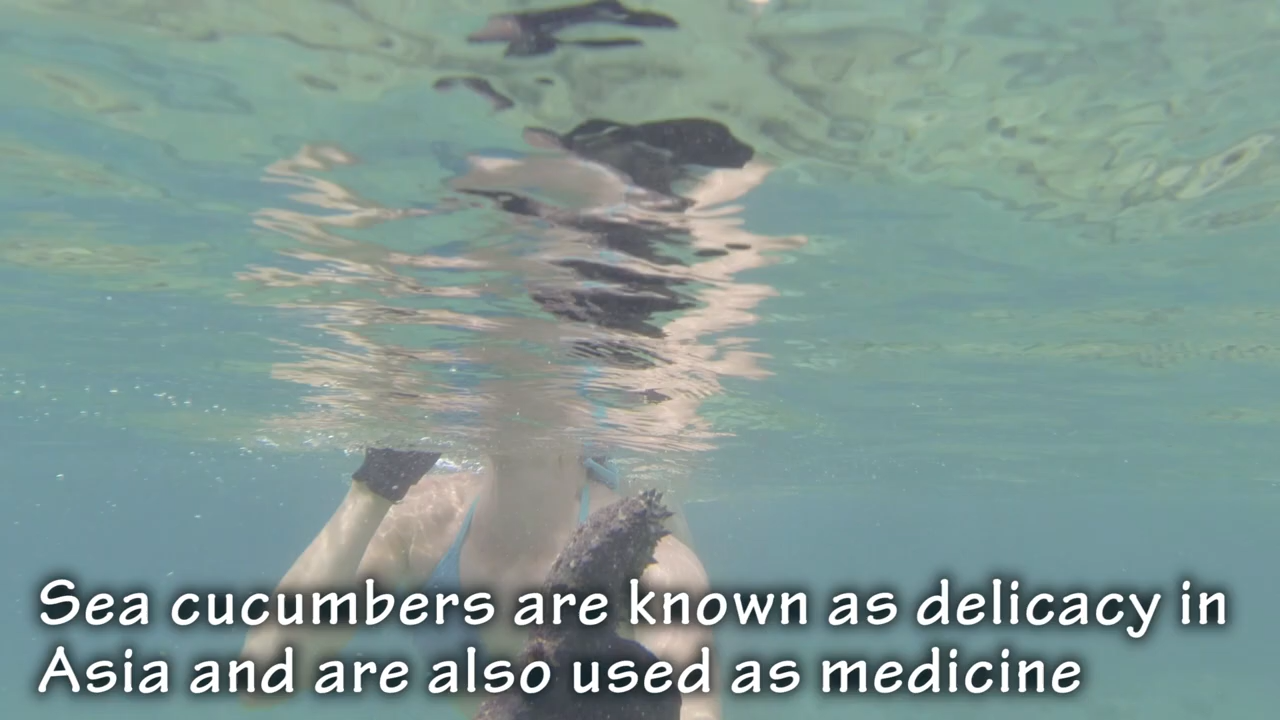 Sea cucumbers are known as delicacy in
Asia and are also used as medicine